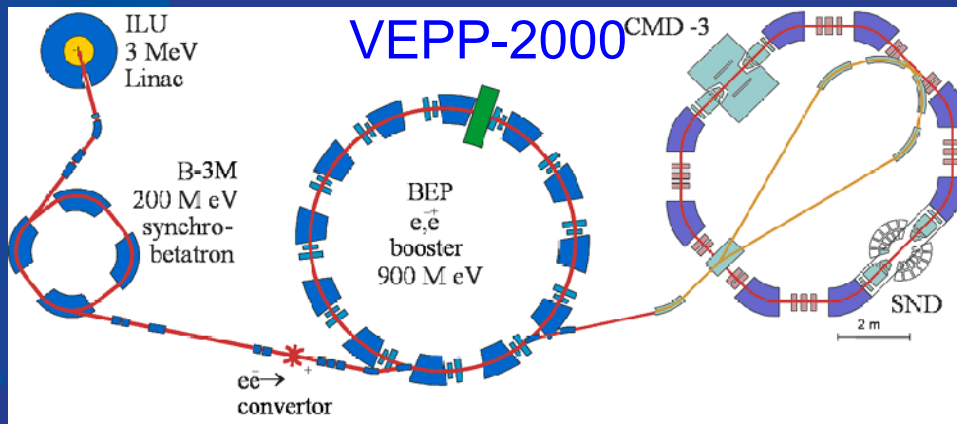 ILU
3 MeV
Linac
VEPP-2000
CMD -3
B-3M
200 M eV
synchro-
betatron
BEP
e,e̅⁺
booster
900 M eV
SND
2 m
ee̅→ +
convertor